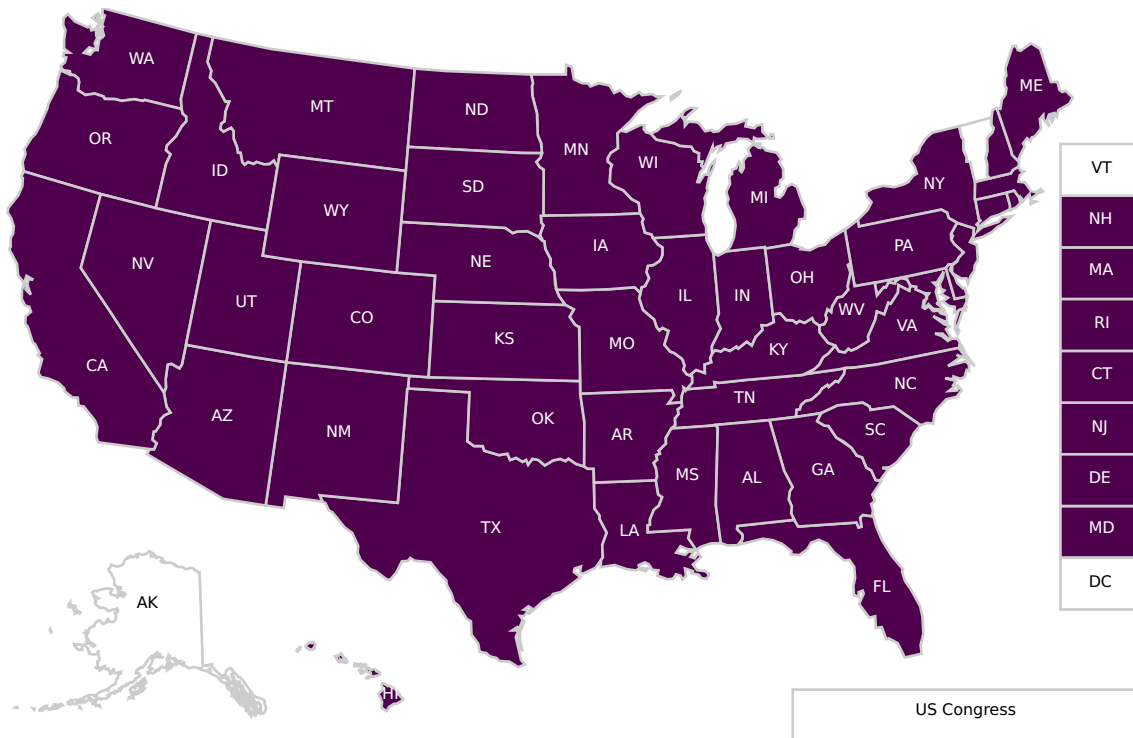 WA
ME
MT
ND
OR
MN
WI
VT
ID
SD
NY
MI
WY
NH
IA
PA
NV
NE
MA
OH
UT
IL
IN
WV
CO
RI
VA
KS
MO
KY
CA
CT
NC
TN
AZ
OK
NM
AR
SC
NJ
GA
MS
AL
DE
TX
LA
MD
DC
FL
AK
HI
US Congress